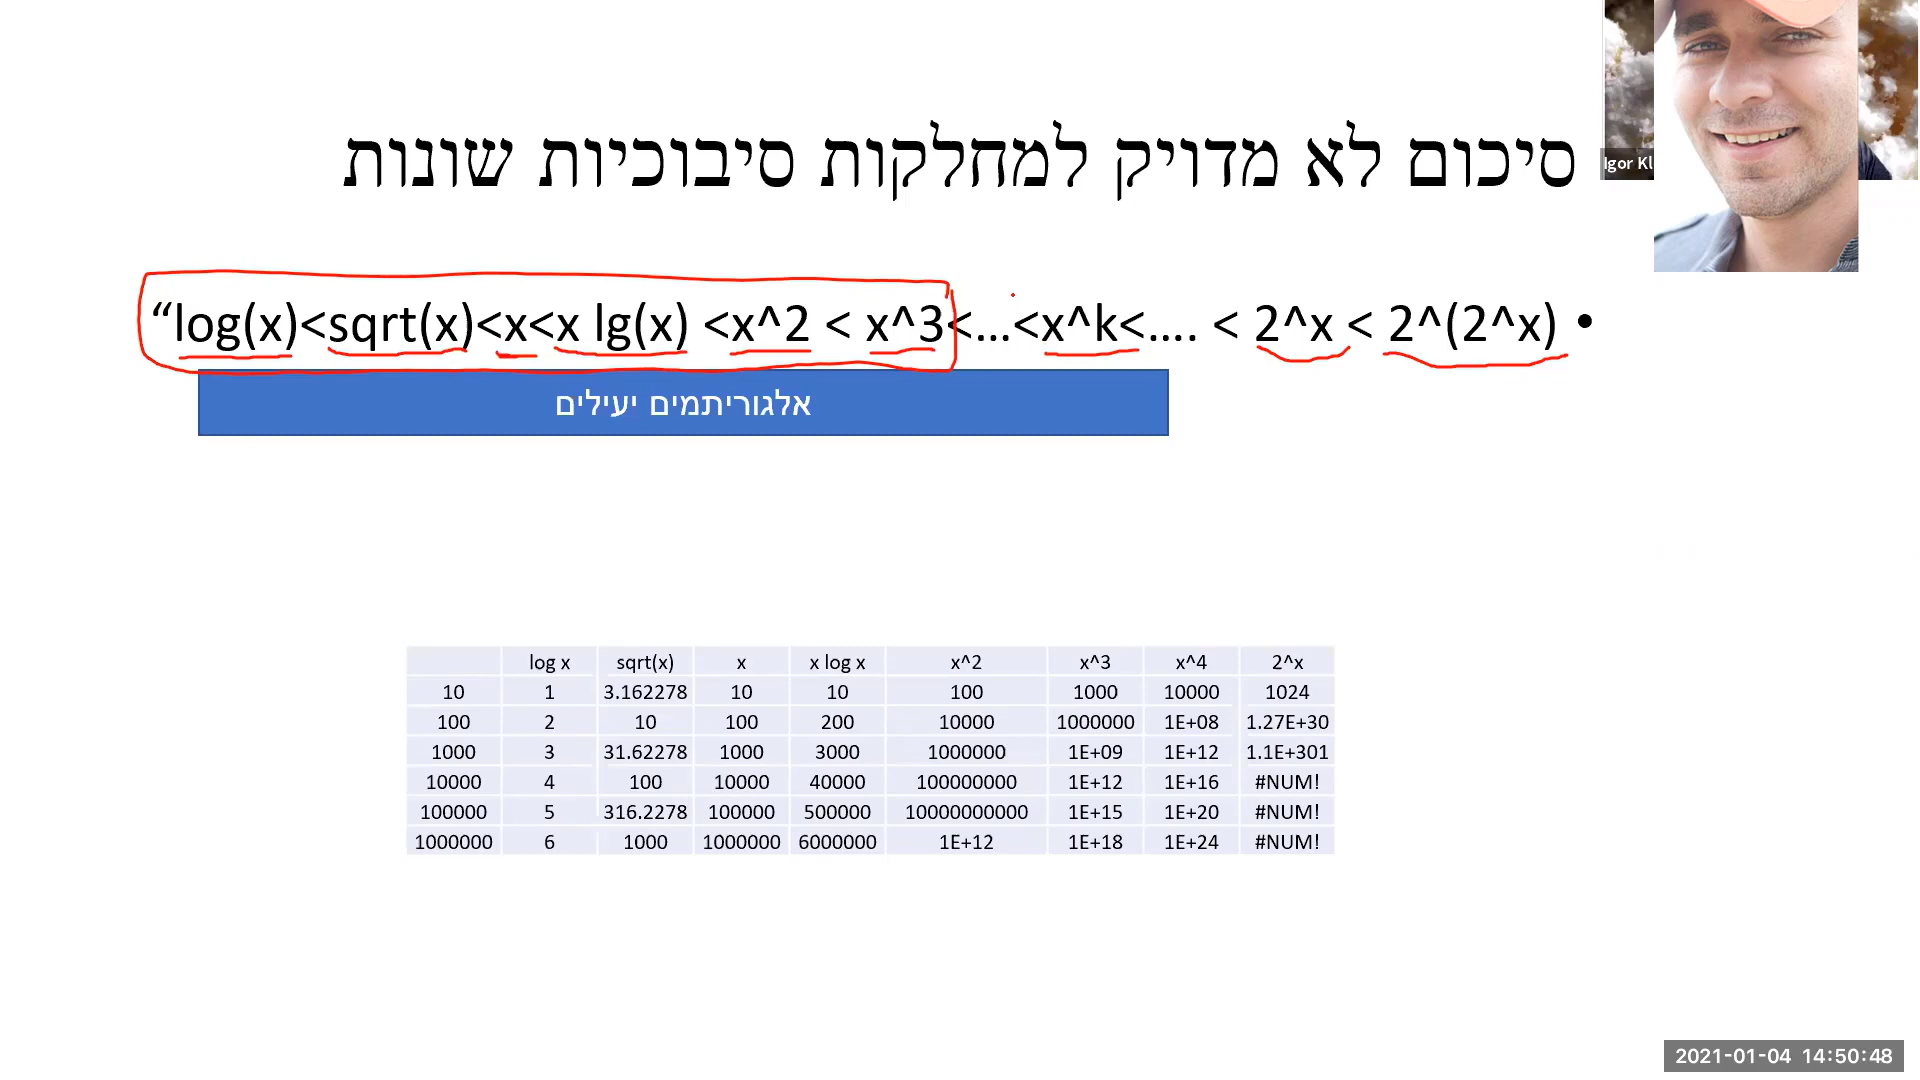 סיכום לא מדויק למחלקות סיבוכיות שונות
Igor Kl
• “log(x)<sqrt(x)<x<x lg(x) <x^2 < x^3<...<x^k<.... < 2^x < 2^(2^x)
אלגוריתמים יעילים
log x sqrt(x) x x log x x^2 x^3 x^4 2^x
10 1 3.162278 10 10 100 1000 10000 1024
100 2 10 100 200 10000 1000000 1E+08 1.27E+30
1000 3 31.62278 1000 3000 1000000 1E+09 1E+12 1.1E+301
10000 4 100 10000 40000 100000000 1E+12 1E+16 #NUM!
100000 5 316.2278 100000 500000 10000000000 1E+15 1E+20 #NUM!
1000000 6 1000 1000000 6000000 1E+12 1E+18 1E+24 #NUM!
2021-01-04 14:50:48